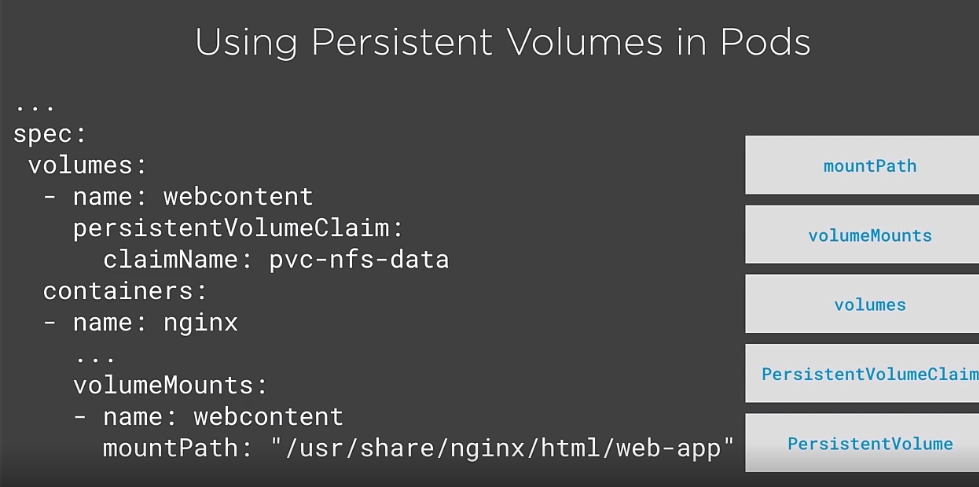 Using Persistent Volumes in Pods
...
spec:
 volumes:
  - name: webcontent
    persistentVolumeClaim:
      claimName: pvc-nfs-data
  containers:
  - name: nginx
    ...
    volumeMounts:
    - name: webcontent
      mountPath: "/usr/share/nginx/html/web-app"
mountPath
volumeMounts
volumes
PersistentVolumeClaim
PersistentVolume